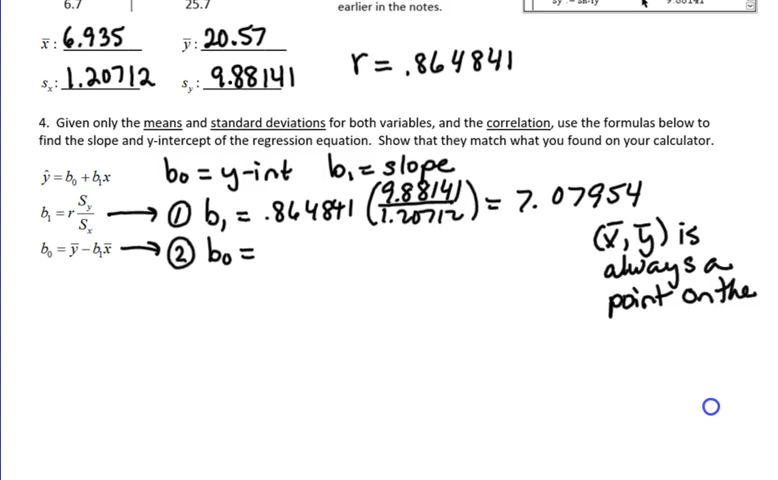 6.7 25.7 earlier in the notes.
x̄: 6.935 ȳ: 20.57
r = .864841
sₓ: 1.20712 sᵧ: 9.88141
4. Given only the means and standard deviations for both variables, and the correlation, use the formulas below to
find the slope and y-intercept of the regression equation. Show that they match what you found on your calculator.
ŷ = b₀ + b₁x b₀ = y-int b₁ = slope
b₁ = r Sᵧ/Sₓ → ① b₁ = .864841 (9.88141/1.20712) = 7.07954
b₀ = ȳ − b₁x̄ → ② b₀ =
(x̄, ȳ) is
always a
point on the